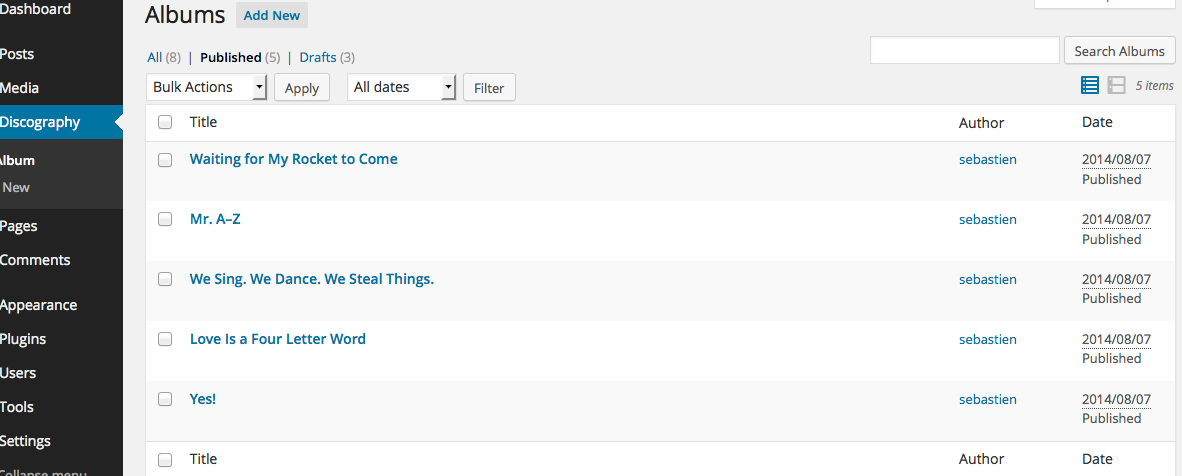 Dashboard
Posts
Media
Discography
Album
New
Pages
Comments
Appearance
Plugins
Users
Tools
Settings
Collapse menu
Albums Add New
All (8) | Published (5) | Drafts (3)
Search Albums
Bulk Actions Apply All dates Filter 5 items
Title Author Date
Waiting for My Rocket to Come sebastien 2014/08/07
Published
Mr. A–Z sebastien 2014/08/07
Published
We Sing. We Dance. We Steal Things. sebastien 2014/08/07
Published
Love Is a Four Letter Word sebastien 2014/08/07
Published
Yes! sebastien 2014/08/07
Published
Title Author Date